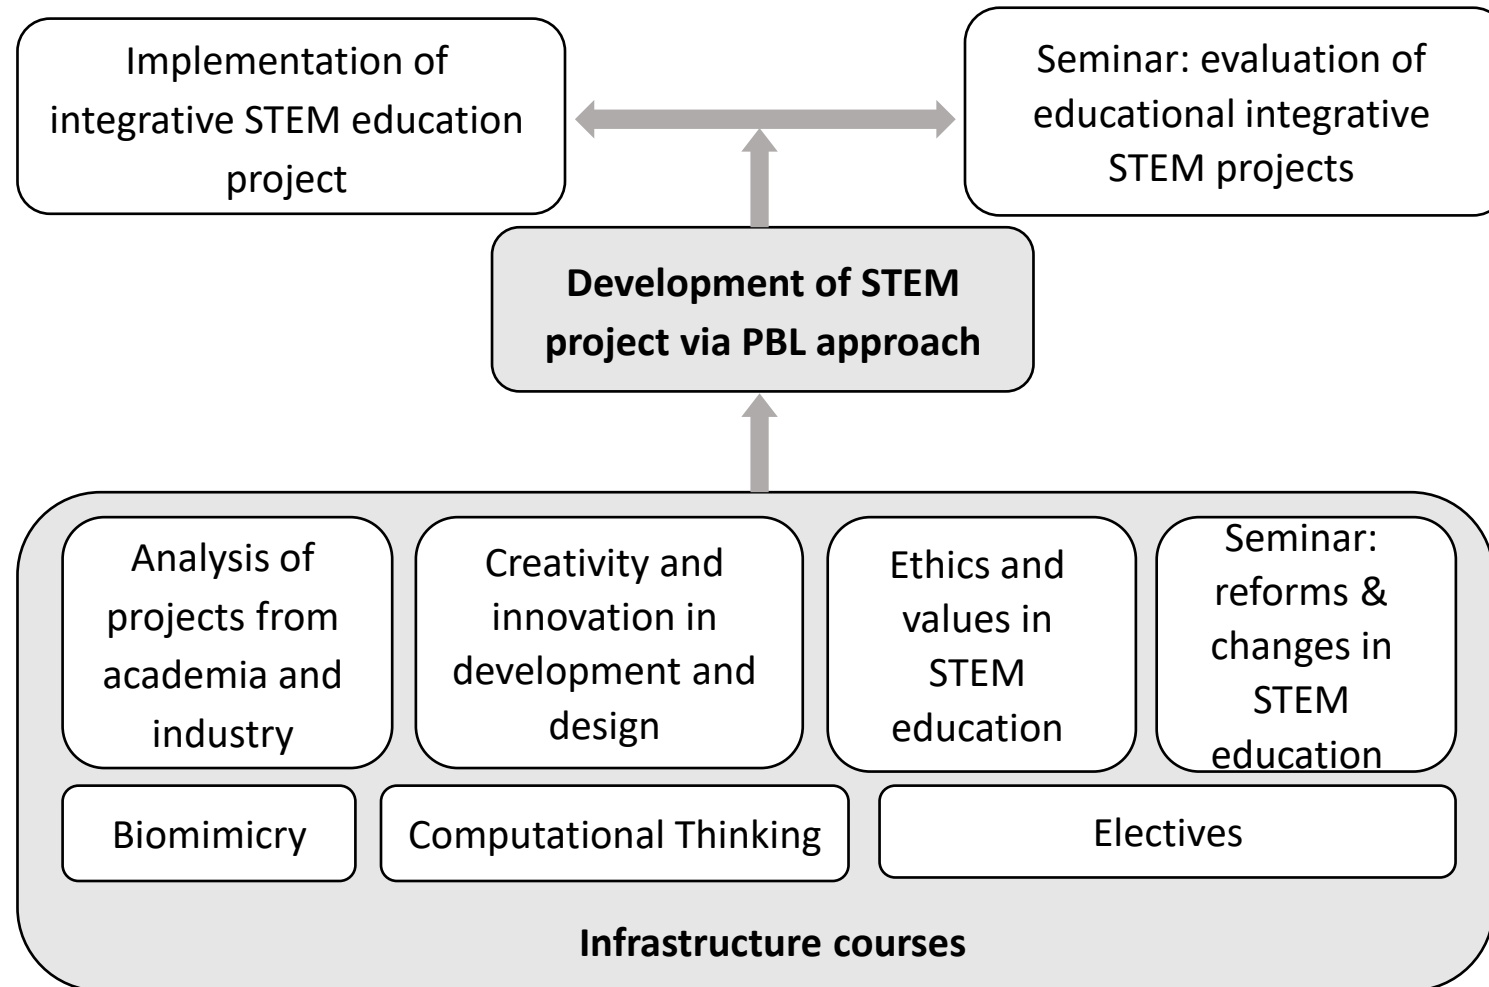 Implementation of
integrative STEM education
project
Seminar: evaluation of
educational integrative
STEM projects
Development of STEM
project via PBL approach
Analysis of
projects from
academia and
industry
Creativity and
innovation in
development and
design
Ethics and
values in
STEM
education
Seminar:
reforms &
changes in
STEM
education
Biomimicry
Computational Thinking
Electives
Infrastructure courses